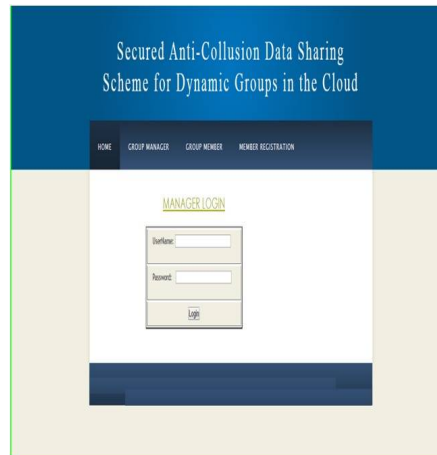 Secured Anti-Collusion Data Sharing
Scheme for Dynamic Groups in the Cloud
HOME GROUP MANAGER GROUP MEMBER MEMBER REGISTRATION
MANAGER LOGIN
UserName:
Password:
Login